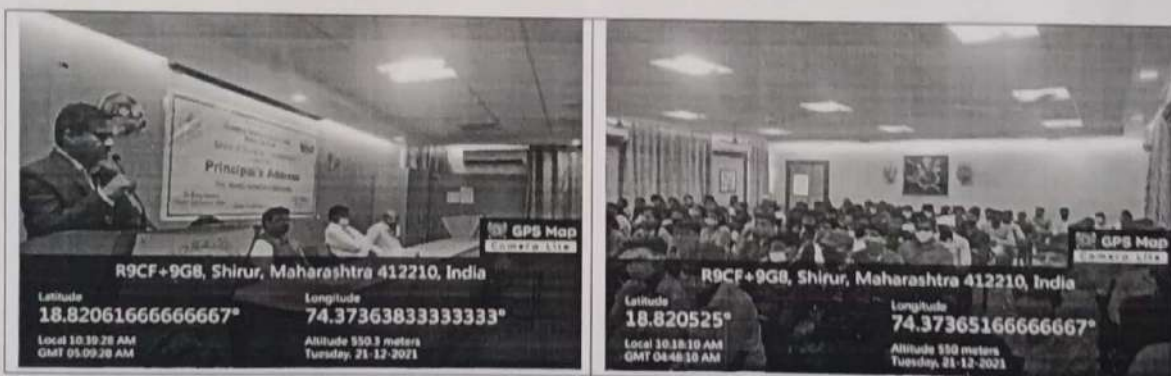 Principal's Address
GPS Map
Camera Lite
R9CF+9G8, Shirur, Maharashtra 412210, India
Latitude
18.82061666666667°
Longitude
74.37363833333333°
Local 10:39:28 AM
GMT 05:09:28 AM
Altitude 550.3 meters
Tuesday, 21-12-2021
GPS Map
Camera Lite
R9CF+9G8, Shirur, Maharashtra 412210, India
Latitude
18.820525°
Longitude
74.37365166666667°
Local 10:18:10 AM
GMT 04:48:10 AM
Altitude 550 meters
Tuesday, 21-12-2021